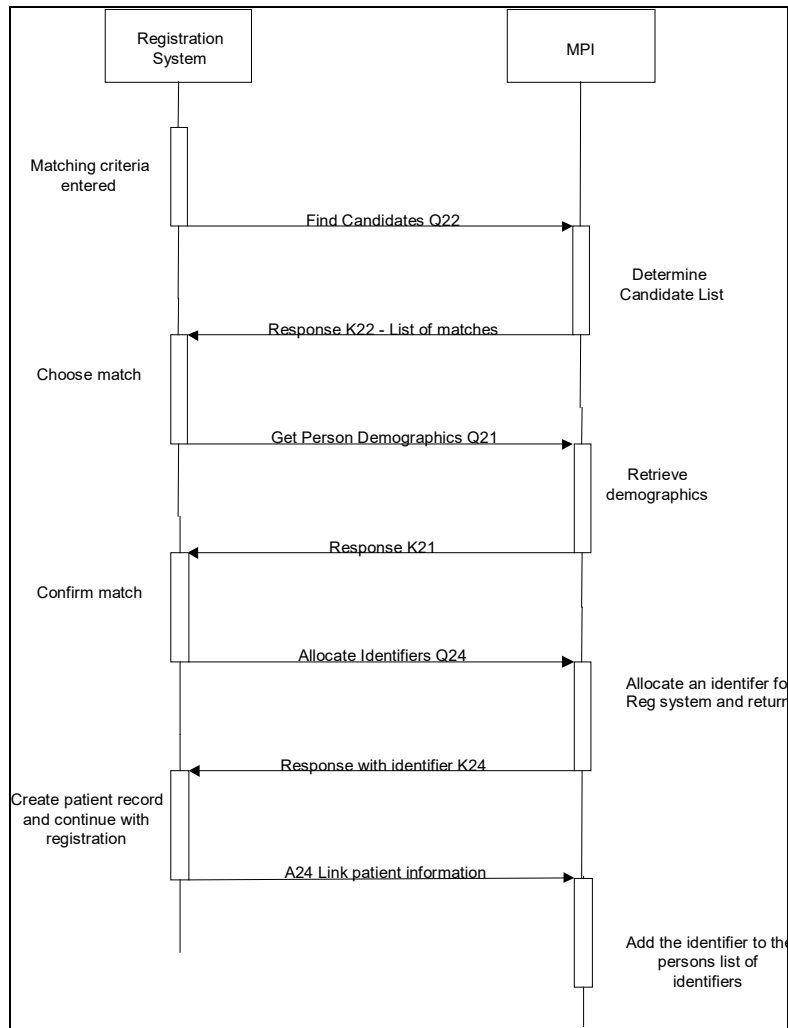 Registration
System
MPI
Matching criteria
entered
Find Candidates Q22
Determine
Candidate List
Response K22 - List of matches
Choose match
Get Person Demographics Q21
Retrieve
demographics
Response K21
Confirm match
Allocate Identifiers Q24
Allocate an identifer fo
Reg system and return
Response with identifier K24
Create patient record
and continue with
registration
A24 Link patient information
Add the identifier to the
persons list of
identifiers